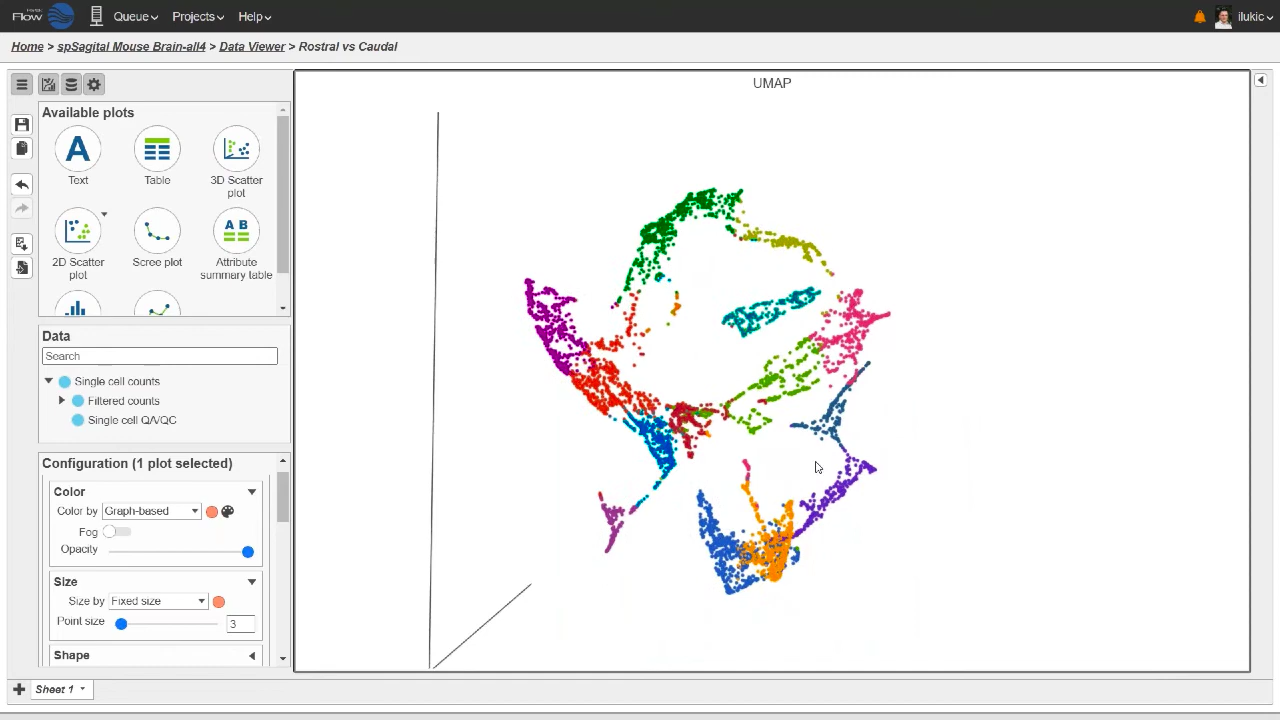 Flow Queue Projects Help ilukic
Home > spSagital Mouse Brain-all4 > Data Viewer > Rostral vs Caudal
UMAP
Available plots
Text Table 3D Scatter plot
2D Scatter plot Scree plot Attribute summary table
Data
Search
Single cell counts
Filtered counts
Single cell QA/QC
Configuration (1 plot selected)
Color
Color by Graph-based
Fog
Opacity
Size
Size by Fixed size
Point size 3
Shape
Sheet 1